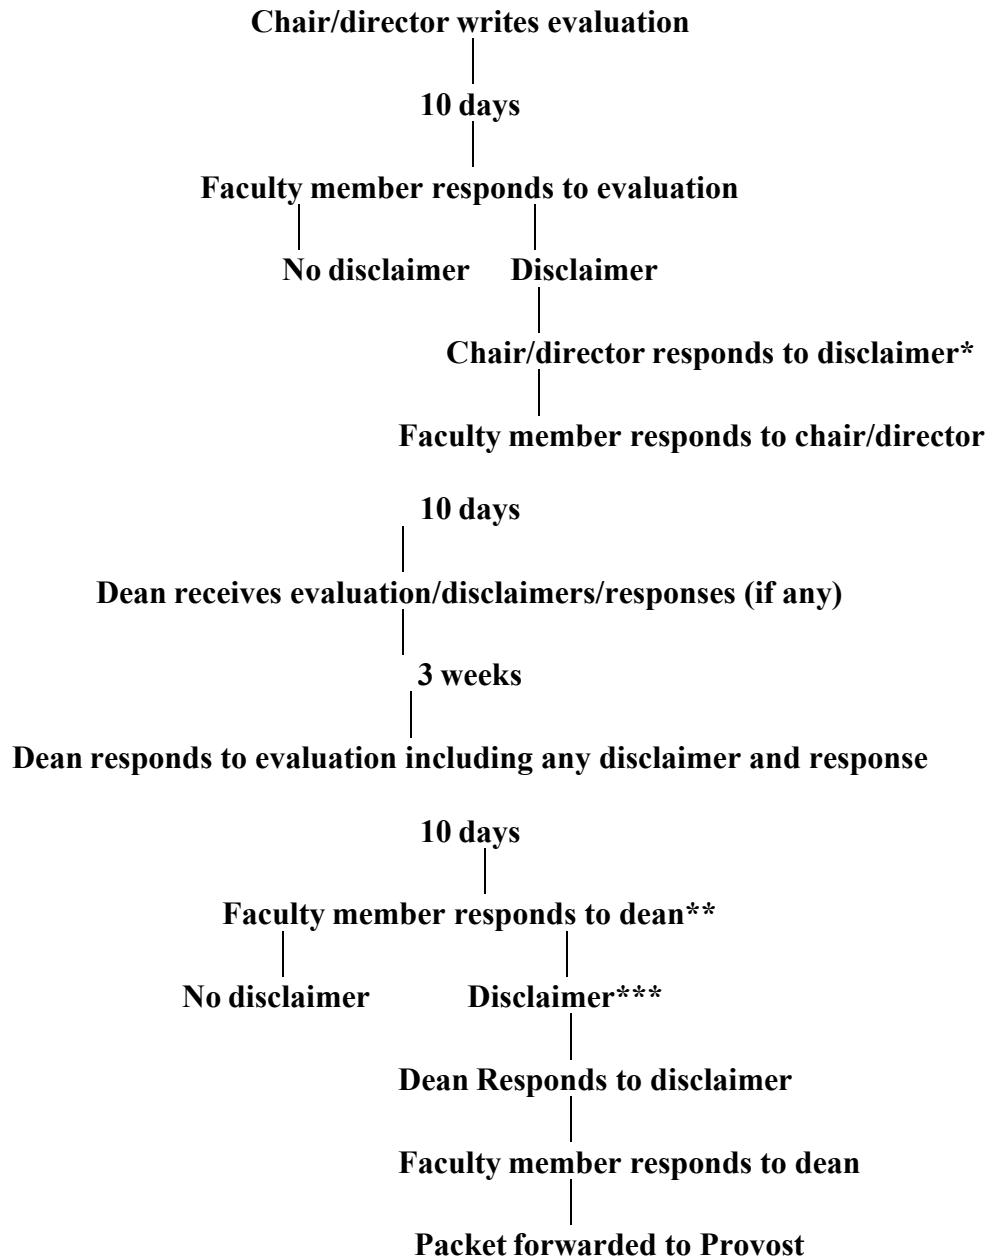 Chair/director writes evaluation
10 days
Faculty member responds to evaluation
No disclaimer Disclaimer
Chair/director responds to disclaimer*
Faculty member responds to chair/director
10 days
Dean receives evaluation/disclaimers/responses (if any)
3 weeks
Dean responds to evaluation including any disclaimer and response
10 days
Faculty member responds to dean**
No disclaimer Disclaimer***
Dean Responds to disclaimer
Faculty member responds to dean
Packet forwarded to Provost